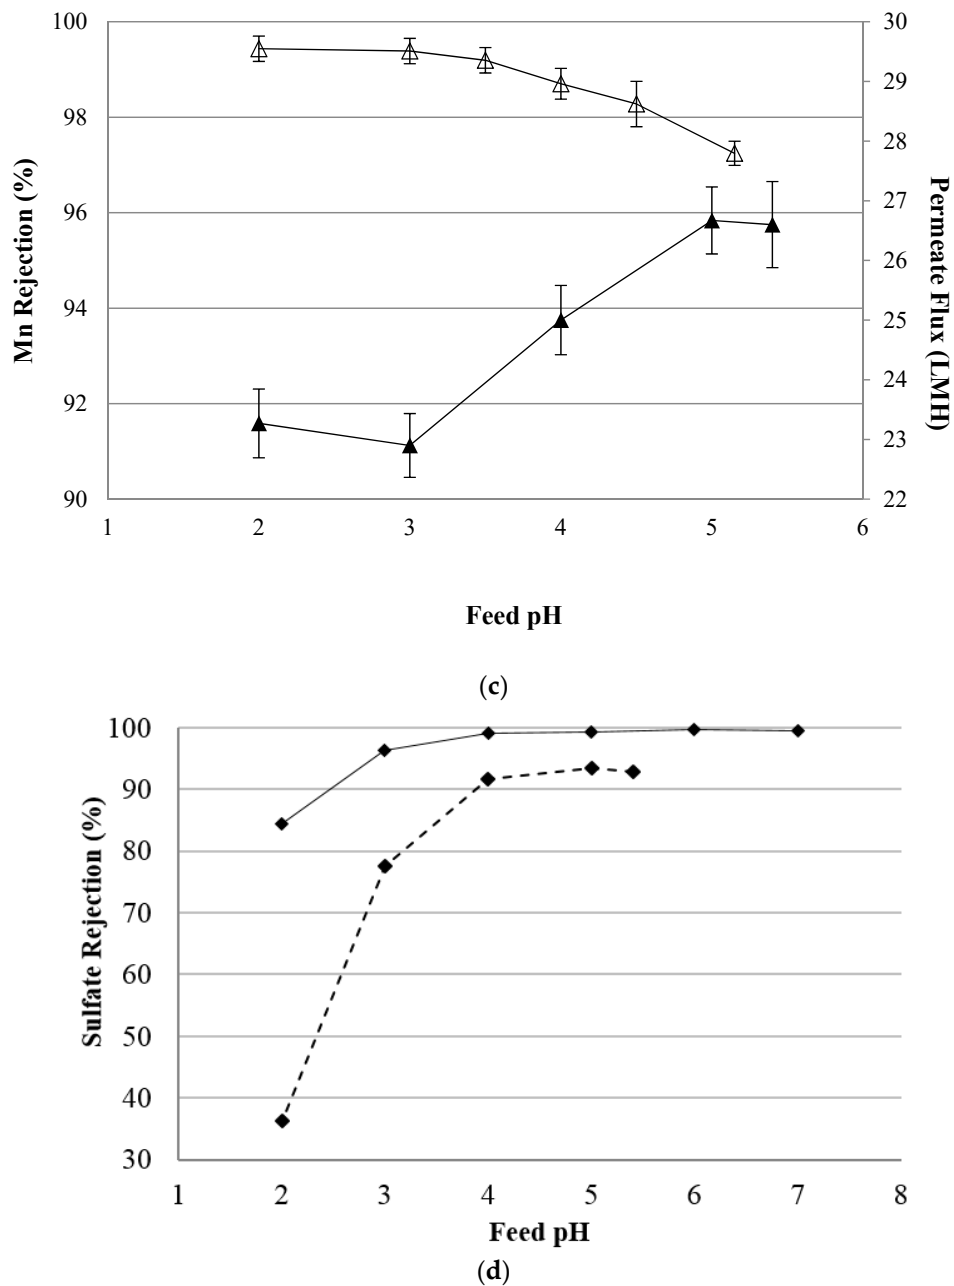 100
98
96
94
92
90
Mn Rejection (%)
30
29
28
27
26
25
24
23
22
Permeate Flux (LMH)
1 2 3 4 5 6
Feed pH
(c)
100
90
80
70
60
50
40
30
Sulfate Rejection (%)
1 2 3 4 5 6 7 8
Feed pH
(d)